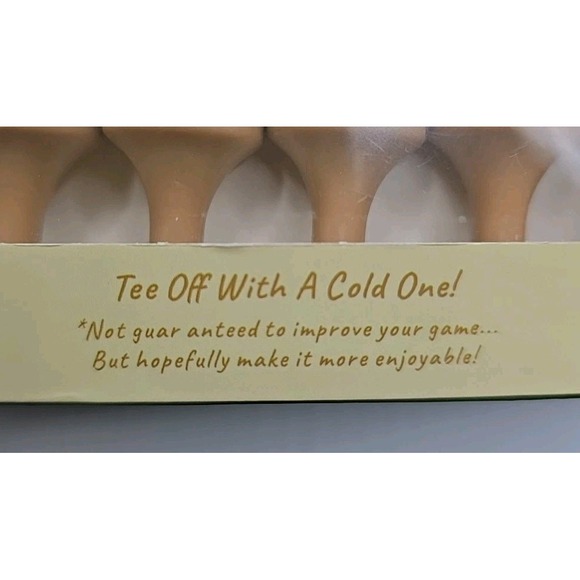 Tee Off With A Cold One!
*Not guar anteed to improve your game...
But hopefully make it more enjoyable!